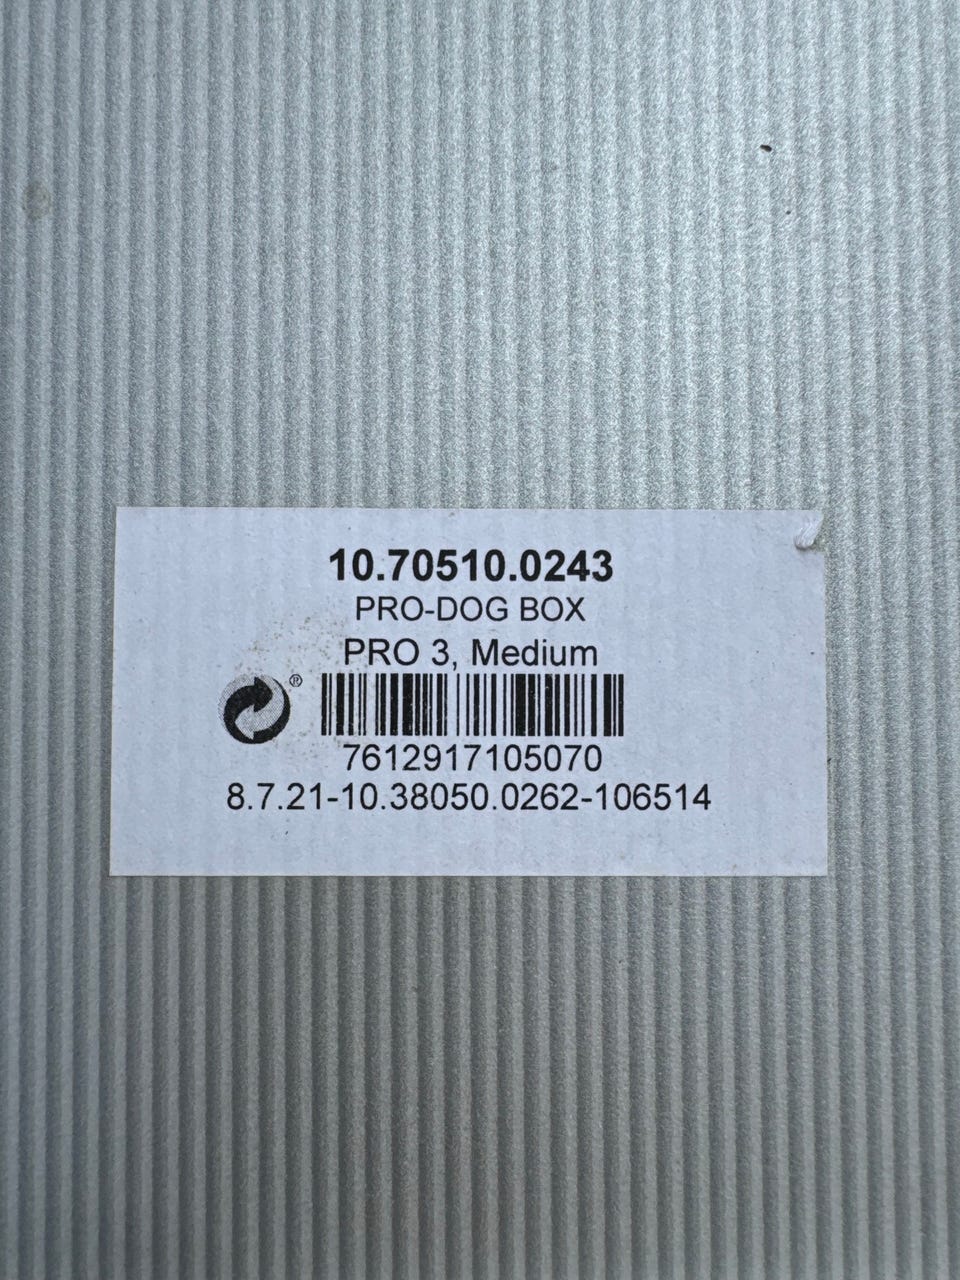 10.70510.0243
PRO-DOG BOX
PRO 3, Medium
®
7612917105070
8.7.21-10.38050.0262-106514